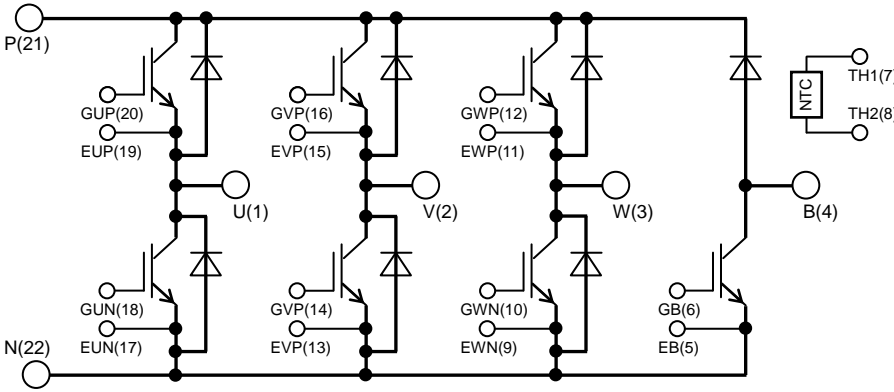 P(21)
GUP(20)
EUP(19)
GVP(16)
EVP(15)
GWP(12)
EWP(11)
NTC
TH1(7)
TH2(8)
U(1)
V(2)
W(3)
B(4)
GUN(18)
EUN(17)
GVP(14)
EVP(13)
GWN(10)
EWN(9)
GB(6)
EB(5)
N(22)